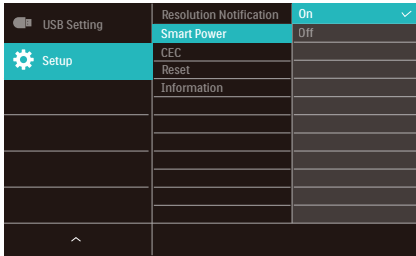 USB Setting
Setup
Resolution Notification
Smart Power
CEC
Reset
Information
On
Off